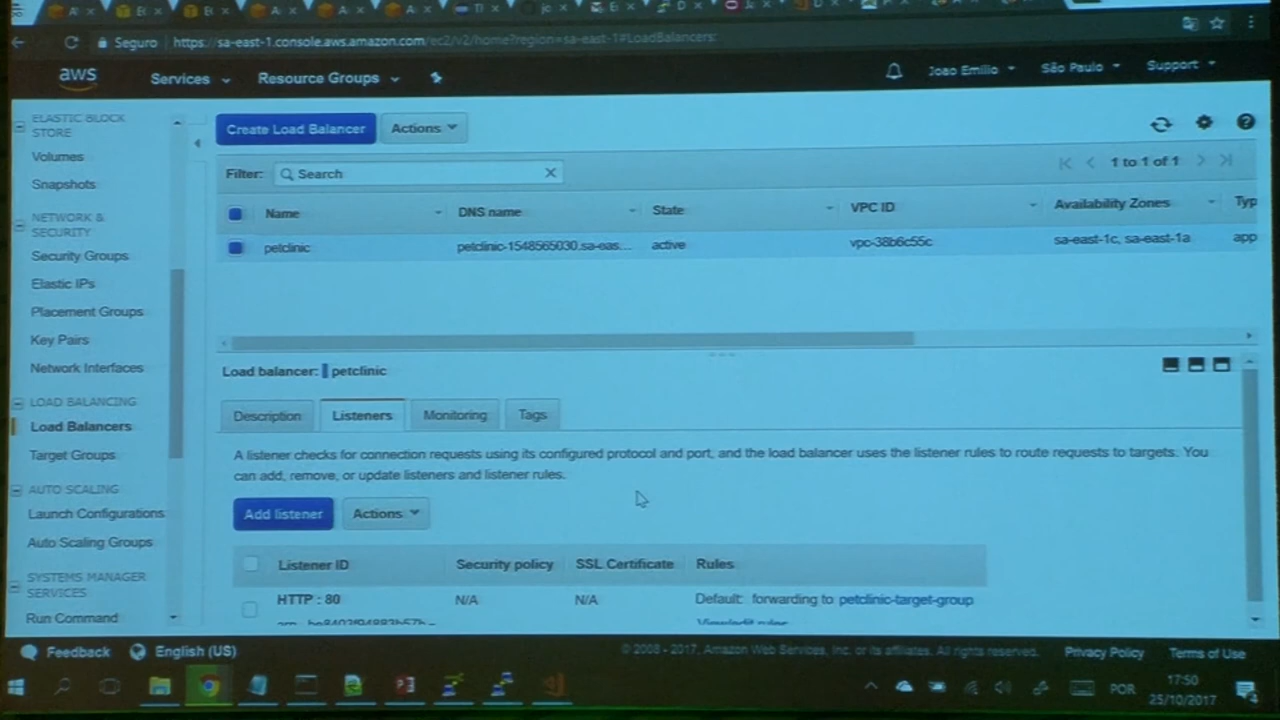 Seguro https://sa-east-1.console.aws.amazon.com/ec2/v2/home?region=sa-east-1#LoadBalancers:
aws Services Resource Groups Joao Emilio São Paulo Support
ELASTIC BLOCK STORE
Volumes
Snapshots
NETWORK & SECURITY
Security Groups
Elastic IPs
Placement Groups
Key Pairs
Network Interfaces
LOAD BALANCING
Load Balancers
Target Groups
AUTO SCALING
Launch Configurations
Auto Scaling Groups
SYSTEMS MANAGER SERVICES
Run Command
Create Load Balancer Actions
Filter: Search 1 to 1 of 1
Name DNS name State VPC ID Availability Zones Typ
petclinic petclinic-1548565030.sa-eas... active vpc-38b6c55c sa-east-1c, sa-east-1a app
Load balancer: petclinic
Description Listeners Monitoring Tags
A listener checks for connection requests using its configured protocol and port, and the load balancer uses the listener rules to route requests to targets. You
can add, remove, or update listeners and listener rules.
Add listener Actions
Listener ID Security policy SSL Certificate Rules
HTTP : 80 N/A N/A Default: forwarding to petclinic-target-group
View/edit rules
Feedback English (US) © 2008 - 2017, Amazon Web Services, Inc. or its affiliates. All rights reserved. Privacy Policy Terms of Use
POR 17:50
25/10/2017